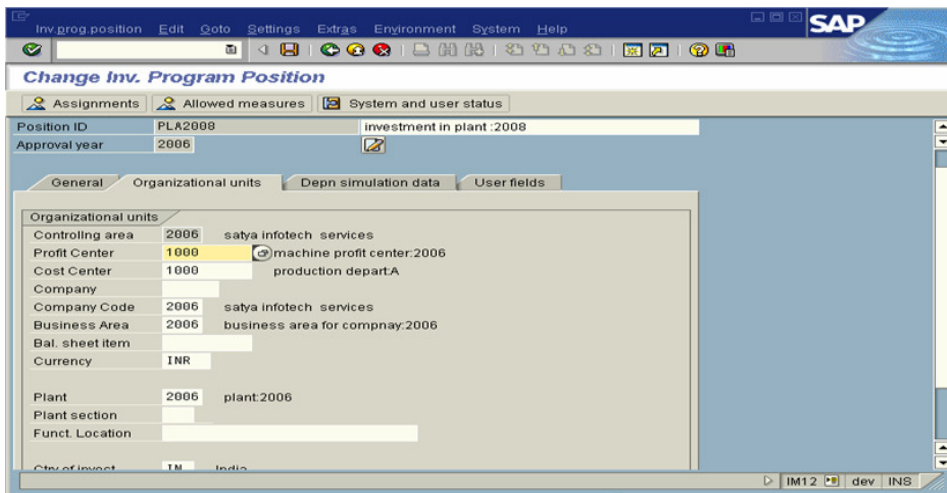 Inv.prog.position Edit Goto Settings Extras Environment System Help
SAP
Change Inv. Program Position
Assignments Allowed measures System and user status
Position ID PLA2008 investment in plant :2008
Approval year 2006
General Organizational units Depn simulation data User fields
Organizational units
Controllng area 2006 satya infotech services
Profit Center 1000 machine profit center:2006
Cost Center 1000 production depart:A
Company
Company Code 2006 satya infotech services
Business Area 2006 business area for compnay:2006
Bal. sheet item
Currency INR
Plant 2006 plant:2006
Plant section
Funct. Location
Ctry of invest IN India
IM12 dev INS